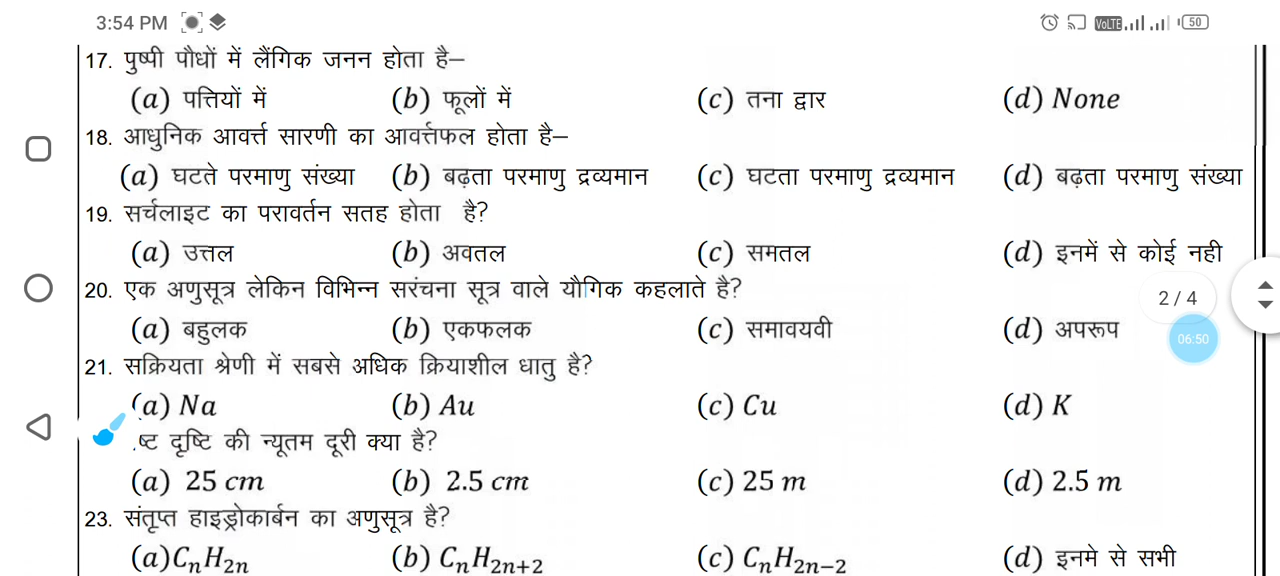 3:54 PM VoLTE 50
17. पुष्पी पौधों में लैंगिक जनन होता है–
(a) पत्तियों में (b) फूलों में (c) तना द्वार (d) None
18. आधुनिक आवर्त्त सारणी का आवर्त्तफल होता है–
(a) घटते परमाणु संख्या (b) बढ़ता परमाणु द्रव्यमान (c) घटता परमाणु द्रव्यमान (d) बढ़ता परमाणु संख्या
19. सर्चलाइट का परावर्तन सतह होता है?
(a) उत्तल (b) अवतल (c) समतल (d) इनमें से कोई नही
20. एक अणुसूत्र लेकिन विभिन्न सरंचना सूत्र वाले यौगिक कहलाते है?
2 / 4
(a) बहुलक (b) एकफलक (c) समावयवी (d) अपरूप
06:50
21. सक्रियता श्रेणी में सबसे अधिक क्रियाशील धातु है?
(a) Na (b) Au (c) Cu (d) K
ष्ट दृष्टि की न्यूतम दूरी क्या है?
(a) 25 cm (b) 2.5 cm (c) 25 m (d) 2.5 m
23. संतृप्त हाइड्रोकार्बन का अणुसूत्र है?
(a) CₙH₂ₙ (b) CₙH₂ₙ₊₂ (c) CₙH₂ₙ₋₂ (d) इनमे से सभी